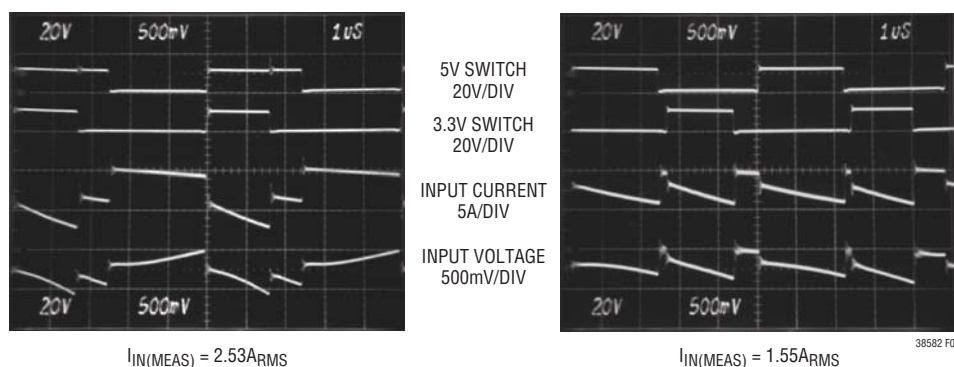 20V 500mV 1uS
5V SWITCH
20V/DIV
3.3V SWITCH
20V/DIV
INPUT CURRENT
5A/DIV
INPUT VOLTAGE
500mV/DIV
20V 500mV
IIN(MEAS) = 2.53ARMS
20V 500mV 1uS
20V 500mV
IIN(MEAS) = 1.55ARMS
38582 F0